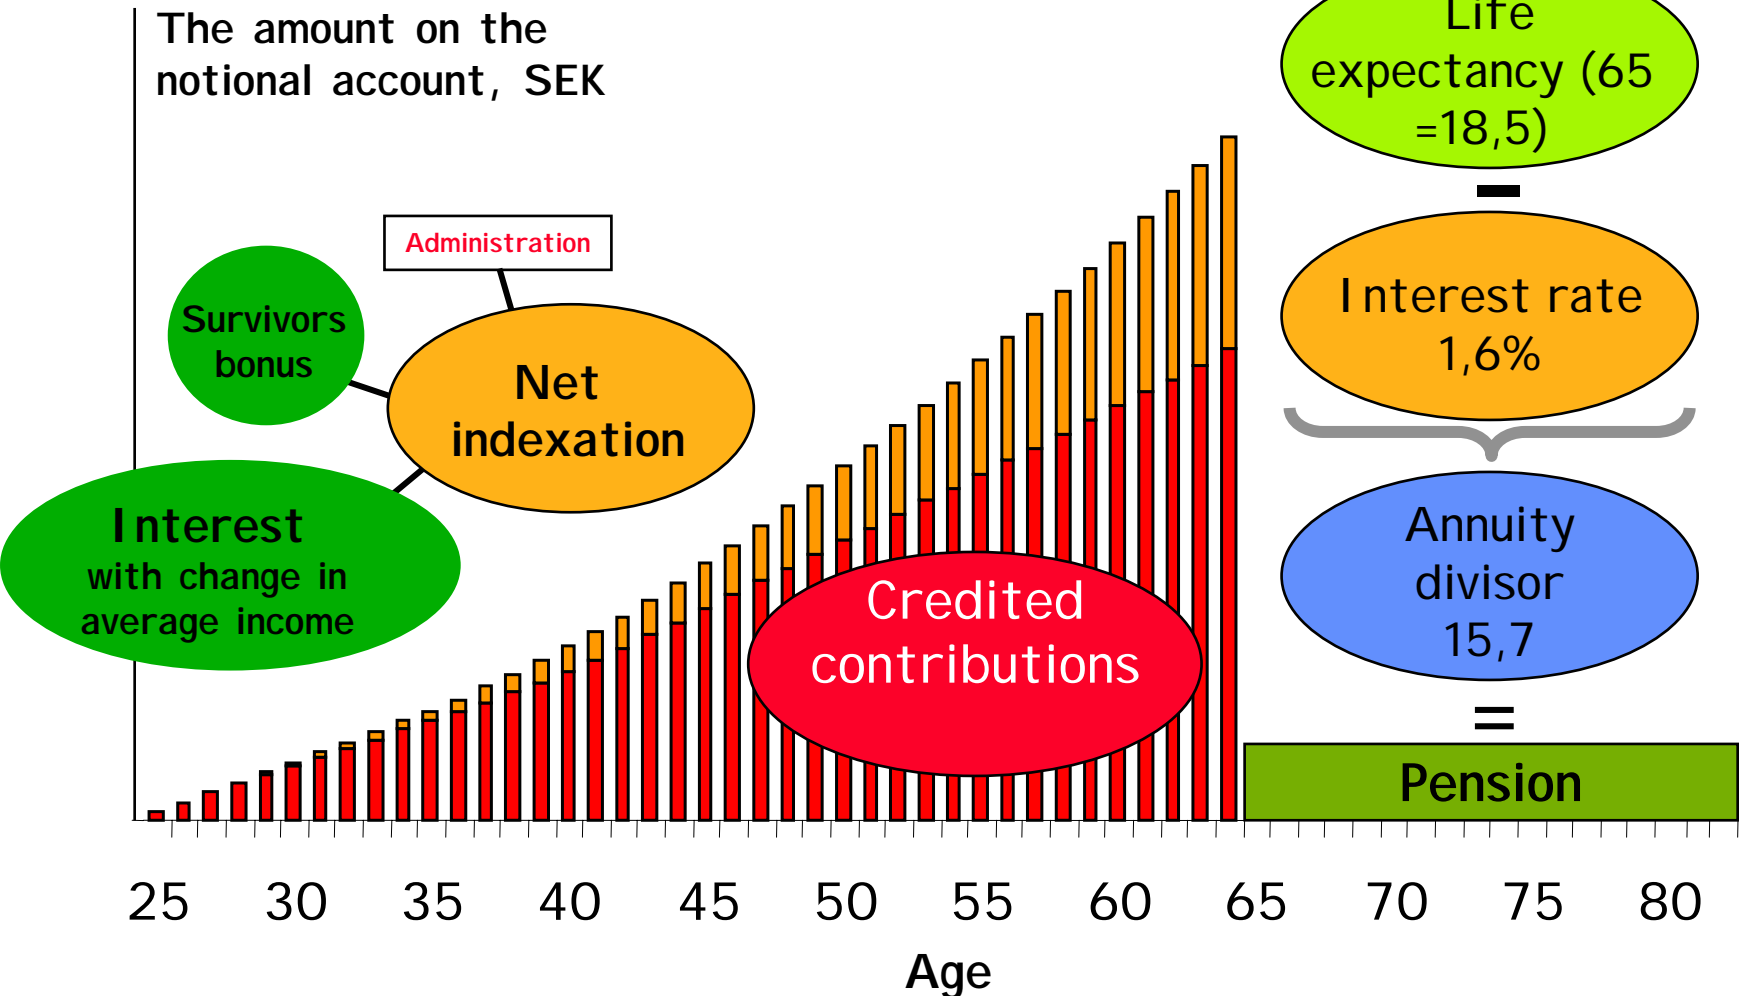 The amount on the
notional account, SEK
Life
expectancy (65
=18,5)
-
Administration
Survivors
bonus
Net
indexation
Interest rate
1,6%
Interest
with change in
average income
Credited
contributions
Annuity
divisor
15,7
=
Pension
25 30 35 40 45 50 55 60 65 70 75 80
Age